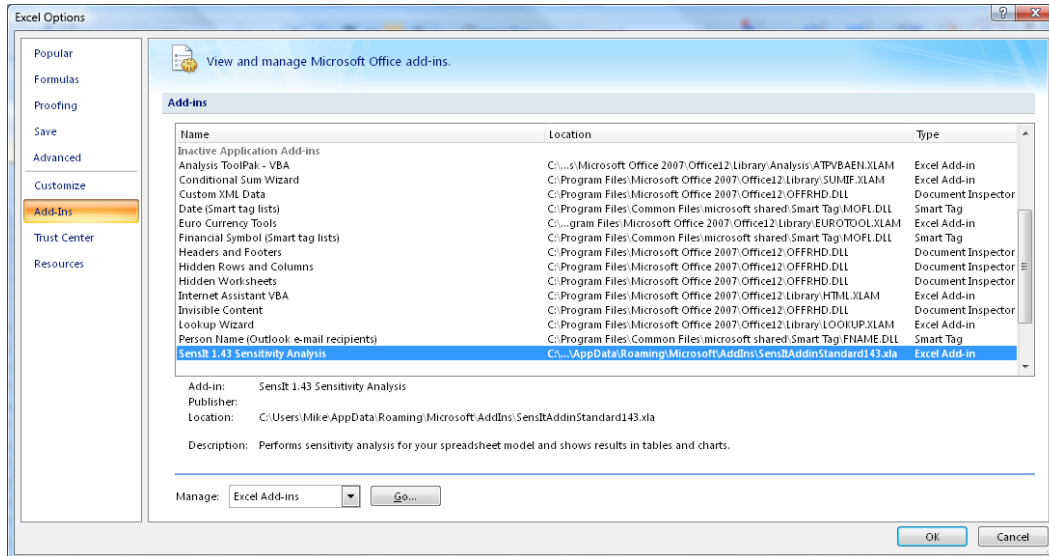 Excel Options
Popular
Formulas
Proofing
Save
Advanced
Customize
Add-Ins
Trust Center
Resources
View and manage Microsoft Office add-ins.
Add-ins
Name Location Type
Inactive Application Add-ins
Analysis ToolPak - VBA C:\...s\Microsoft Office 2007\Office12\Library\Analysis\ATPVBAEN.XLAM Excel Add-in
Conditional Sum Wizard C:\Program Files\Microsoft Office 2007\Office12\Library\SUMIF.XLAM Excel Add-in
Custom XML Data C:\Program Files\Microsoft Office 2007\Office12\OFFRHD.DLL Document Inspector
Date (Smart tag lists) C:\Program Files\Common Files\microsoft shared\Smart Tag\MOFL.DLL Smart Tag
Euro Currency Tools C:\...gram Files\Microsoft Office 2007\Office12\Library\EUROTOOL.XLAM Excel Add-in
Financial Symbol (Smart tag lists) C:\Program Files\Common Files\microsoft shared\Smart Tag\MOFL.DLL Smart Tag
Headers and Footers C:\Program Files\Microsoft Office 2007\Office12\OFFRHD.DLL Document Inspector
Hidden Rows and Columns C:\Program Files\Microsoft Office 2007\Office12\OFFRHD.DLL Document Inspector
Hidden Worksheets C:\Program Files\Microsoft Office 2007\Office12\OFFRHD.DLL Document Inspector
Internet Assistant VBA C:\Program Files\Microsoft Office 2007\Office12\Library\HTML.XLAM Excel Add-in
Invisible Content C:\Program Files\Microsoft Office 2007\Office12\OFFRHD.DLL Document Inspector
Lookup Wizard C:\Program Files\Microsoft Office 2007\Office12\Library\LOOKUP.XLAM Excel Add-in
Person Name (Outlook e-mail recipients) C:\Program Files\Common Files\microsoft shared\Smart Tag\FNAME.DLL Smart Tag
SensIt 1.43 Sensitivity Analysis C:\...\AppData\Roaming\Microsoft\AddIns\SensItAddinStandard143.xla Excel Add-in
Add-in: SensIt 1.43 Sensitivity Analysis
Publisher:
Location: C:\Users\Mike\AppData\Roaming\Microsoft\AddIns\SensItAddinStandard143.xla
Description: Performs sensitivity analysis for your spreadsheet model and shows results in tables and charts.
Manage: Excel Add-ins Go...
OK Cancel